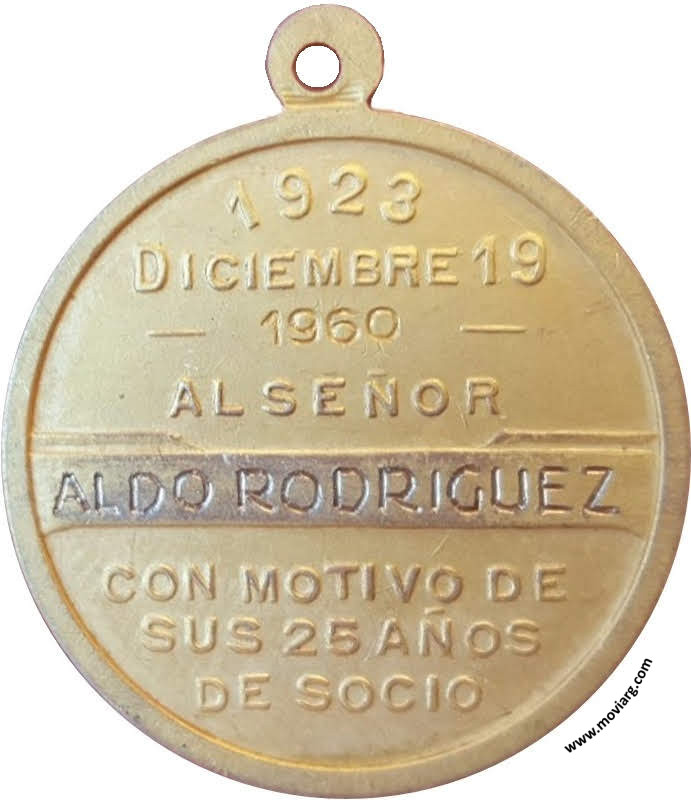 1923
DICIEMBRE 19
— 1960 —
AL SEÑOR
ALDO RODRIGUEZ
CON MOTIVO DE
SUS 25 AÑOS
DE SOCIO
www.moviarg.com